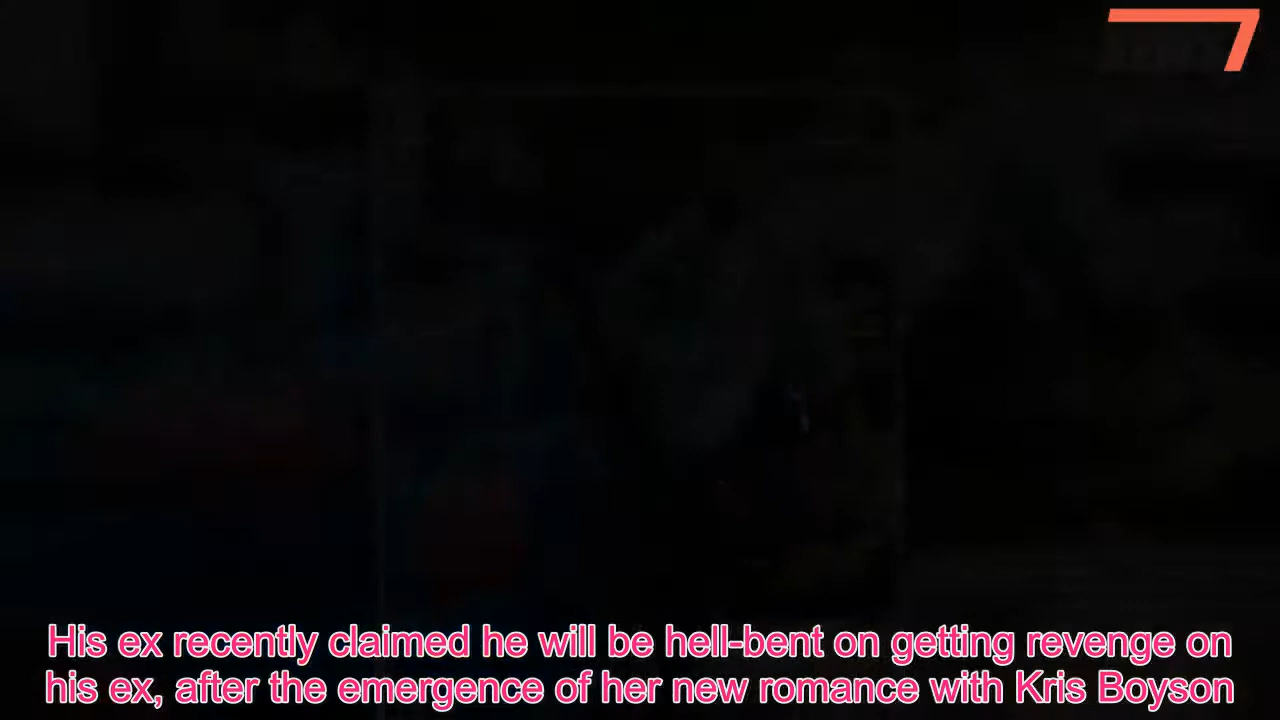 His ex recently claimed he will be hell-bent on getting revenge on
his ex, after the emergence of her new romance with Kris Boyson